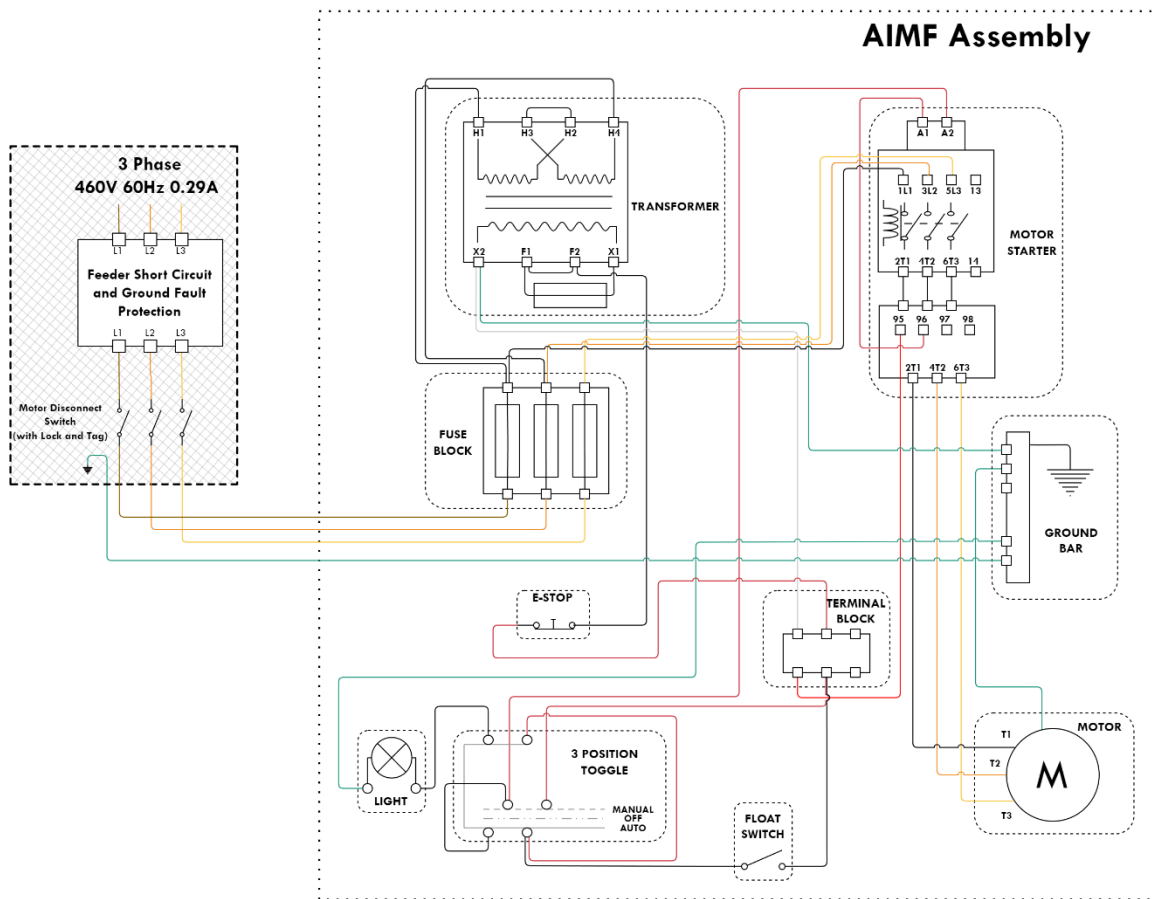 AIMF Assembly
3 Phase
460V 60Hz 0.29A
L1 L2 L3
Feeder Short Circuit
and Ground Fault
Protection
L1 L2 L3
Motor Disconnect
Switch
(with Lock and Tag)
H1 H3 H2 H4
TRANSFORMER
X2 F1 F2 X1
A1 A2
1L1 3L2 5L3 13
MOTOR
STARTER
2T1 4T2 6T3 14
95 96 97 98
2T1 4T2 6T3
FUSE
BLOCK
GROUND
BAR
E-STOP
TERMINAL
BLOCK
LIGHT
3 POSITION
TOGGLE
MANUAL
OFF
AUTO
FLOAT
SWITCH
MOTOR
T1
T2
T3
M